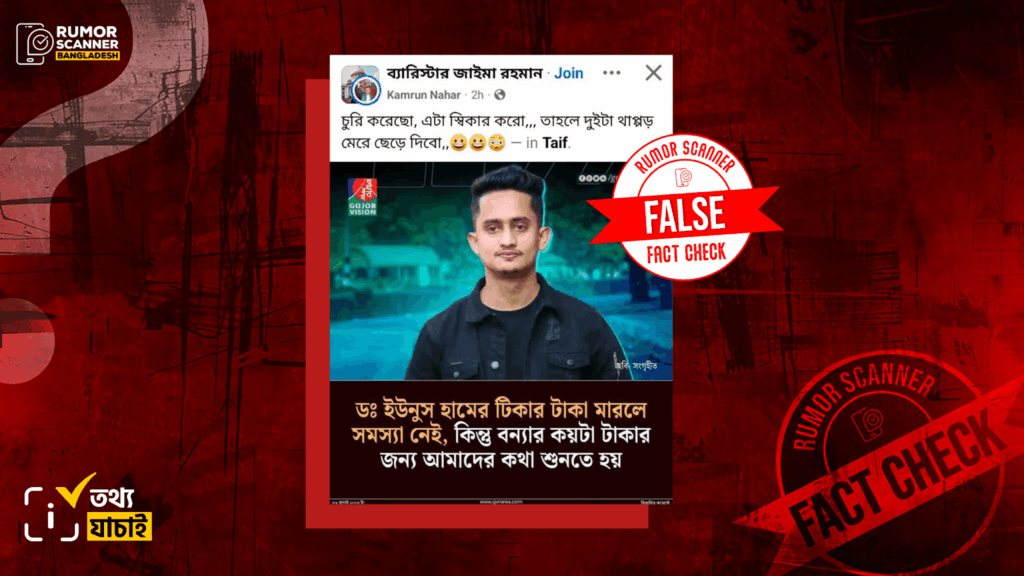 RUMOR
SCANNER
BANGLADESH
ব্যারিস্টার জাইমা রহমান · Join
Kamrun Nahar · 2h ·
চুরি করেছো, এটা স্বিকার করো,,, তাহলে দুইটা থাপ্পড়
মেরে ছেড়ে দিবো,,😀😀😳 — in Taif.
GOJOR
VISION
RUMOR SCANNER
FALSE
FACT CHECK
ছবি: সংগৃহীত
ডঃ ইউনুস হামের টিকার টাকা মারলে
সমস্যা নেই, কিন্তু বন্যার কয়টা টাকার
জন্য আমাদের কথা শুনতে হয়
RUMOR SCANNER
FACT CHECK
তথ্য
যাচাই